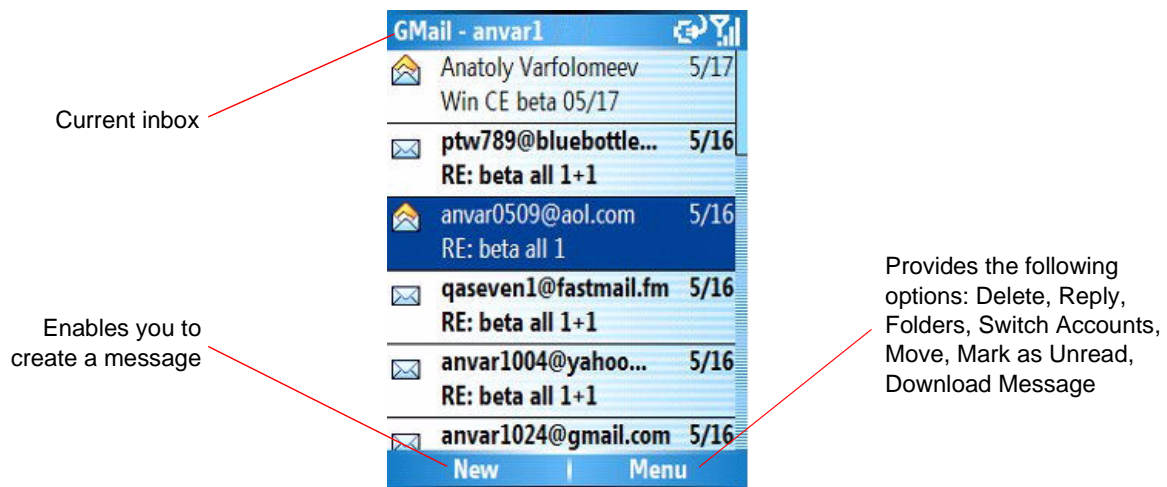 GMail - anvar1
Anatoly Varfolomeev 5/17
Win CE beta 05/17
ptw789@bluebottle... 5/16
RE: beta all 1+1
anvar0509@aol.com 5/16
RE: beta all 1
qaseven1@fastmail.fm 5/16
RE: beta all 1+1
anvar1004@yahoo... 5/16
RE: beta all 1+1
anvar1024@gmail.com 5/16
New Menu
Current inbox
Enables you to
create a message
Provides the following
options: Delete, Reply,
Folders, Switch Accounts,
Move, Mark as Unread,
Download Message